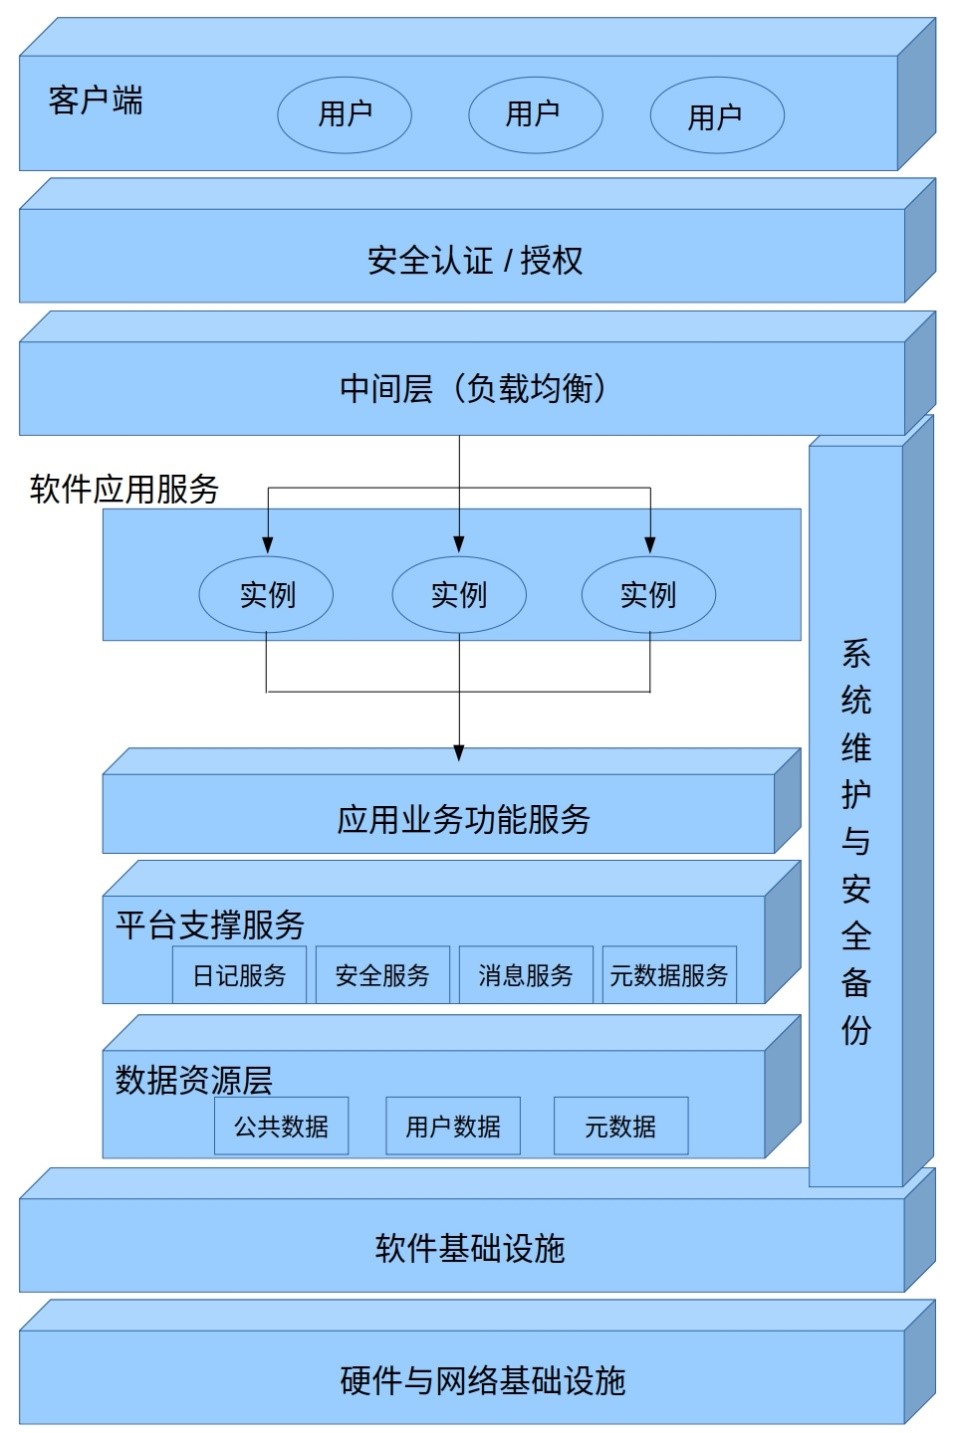 客户端
用户
用户
用户
安全认证 / 授权
中间层（负载均衡）
软件应用服务
实例
实例
实例
应用业务功能服务
平台支撑服务
日记服务
安全服务
消息服务
元数据服务
数据资源层
公共数据
用户数据
元数据
系统维护与安全备份
软件基础设施
硬件与网络基础设施